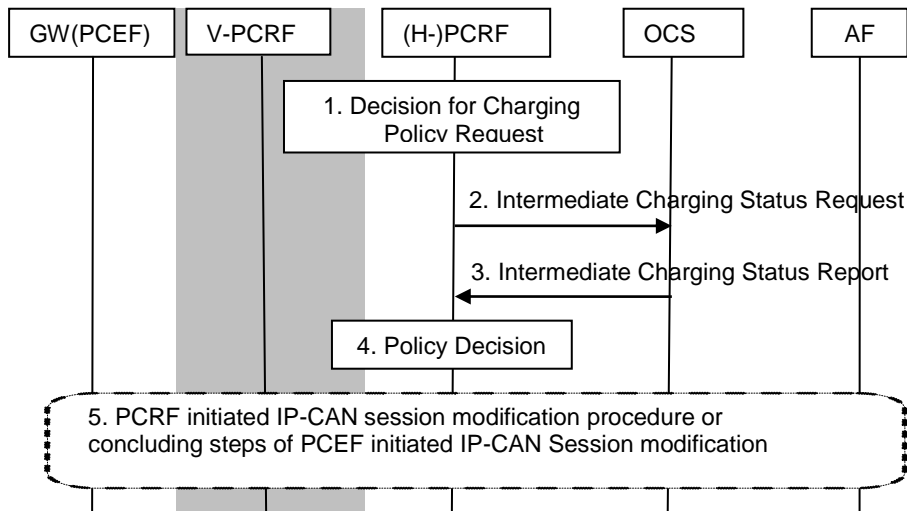 GW(PCEF)
V-PCRF
(H-)PCRF
OCS
AF
1. Decision for Charging
Policy Request
2. Intermediate Charging Status Request
3. Intermediate Charging Status Report
4. Policy Decision
5. PCRF initiated IP-CAN session modification procedure or
concluding steps of PCEF initiated IP-CAN Session modification